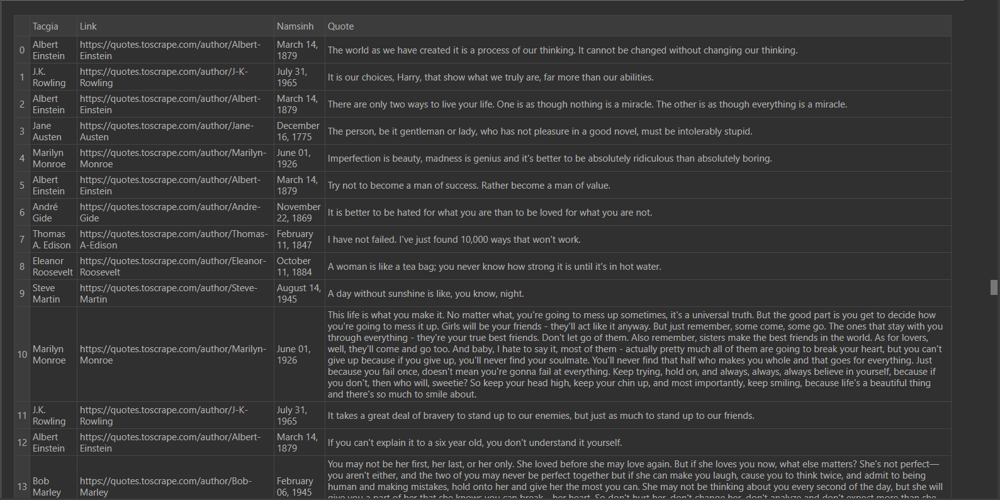 Tacgia Link Namsinh Quote
0 Albert Einstein https://quotes.toscrape.com/author/Albert-Einstein March 14, 1879 The world as we have created it is a process of our thinking. It cannot be changed without changing our thinking.
1 J.K. Rowling https://quotes.toscrape.com/author/J-K-Rowling July 31, 1965 It is our choices, Harry, that show what we truly are, far more than our abilities.
2 Albert Einstein https://quotes.toscrape.com/author/Albert-Einstein March 14, 1879 There are only two ways to live your life. One is as though nothing is a miracle. The other is as though everything is a miracle.
3 Jane Austen https://quotes.toscrape.com/author/Jane-Austen December 16, 1775 The person, be it gentleman or lady, who has not pleasure in a good novel, must be intolerably stupid.
4 Marilyn Monroe https://quotes.toscrape.com/author/Marilyn-Monroe June 01, 1926 Imperfection is beauty, madness is genius and it's better to be absolutely ridiculous than absolutely boring.
5 Albert Einstein https://quotes.toscrape.com/author/Albert-Einstein March 14, 1879 Try not to become a man of success. Rather become a man of value.
6 André Gide https://quotes.toscrape.com/author/Andre-Gide November 22, 1869 It is better to be hated for what you are than to be loved for what you are not.
7 Thomas A. Edison https://quotes.toscrape.com/author/Thomas-A-Edison February 11, 1847 I have not failed. I've just found 10,000 ways that won't work.
8 Eleanor Roosevelt https://quotes.toscrape.com/author/Eleanor-Roosevelt October 11, 1884 A woman is like a tea bag; you never know how strong it is until it's in hot water.
9 Steve Martin https://quotes.toscrape.com/author/Steve-Martin August 14, 1945 A day without sunshine is like, you know, night.
10 Marilyn Monroe https://quotes.toscrape.com/author/Marilyn-Monroe June 01, 1926
This life is what you make it. No matter what, you're going to mess up sometimes, it's a universal truth. But the good part is you get to decide how
you're going to mess it up. Girls will be your friends - they'll act like it anyway. But just remember, some come, some go. The ones that stay with you
through everything - they're your true best friends. Don't let go of them. Also remember, sisters make the best friends in the world. As for lovers,
well, they'll come and go too. And baby, I hate to say it, most of them - actually pretty much all of them are going to break your heart, but you can't
give up because if you give up, you'll never find your soulmate. You'll never find that half who makes you whole and that goes for everything. Just
because you fail once, doesn't mean you're gonna fail at everything. Keep trying, hold on, and always, always, always believe in yourself, because if
you don't, then who will, sweetie? So keep your head high, keep your chin up, and most importantly, keep smiling, because life's a beautiful thing
and there's so much to smile about.
11 J.K. Rowling https://quotes.toscrape.com/author/J-K-Rowling July 31, 1965 It takes a great deal of bravery to stand up to our enemies, but just as much to stand up to our friends.
12 Albert Einstein https://quotes.toscrape.com/author/Albert-Einstein March 14, 1879 If you can't explain it to a six year old, you don't understand it yourself.
13 Bob Marley https://quotes.toscrape.com/author/Bob-Marley February 06, 1945
You may not be her first, her last, or her only. She loved before she may love again. But if she loves you now, what else matters? She's not perfect—
you aren't either, and the two of you may never be perfect together but if she can make you laugh, cause you to think twice, and admit to being
human and making mistakes, hold onto her and give her the most you can. She may not be thinking about you every second of the day, but she will
give you a part of her that she knows you can break—her heart. So don't hurt her, don't change her, don't analyze and don't expect more than she